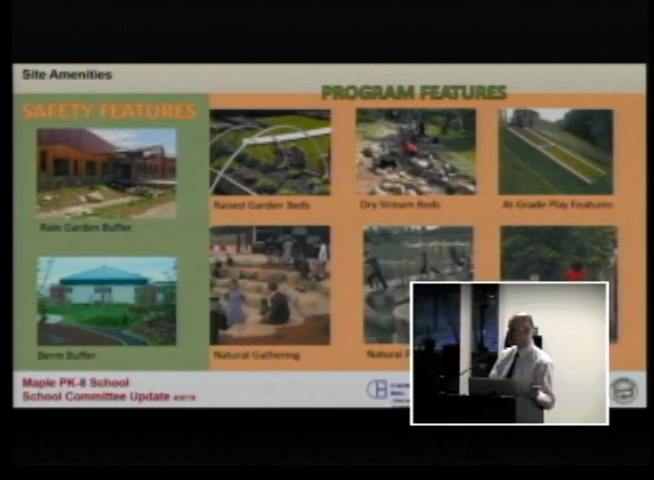 Site Amenities
SAFETY FEATURES
PROGRAM FEATURES
Rain Garden Buffer
Raised Garden Beds
Dry Stream Beds
At-Grade Play Features
Berm Buffer
Natural Gathering
Natural
Maple PK-8 School
School Committee Update